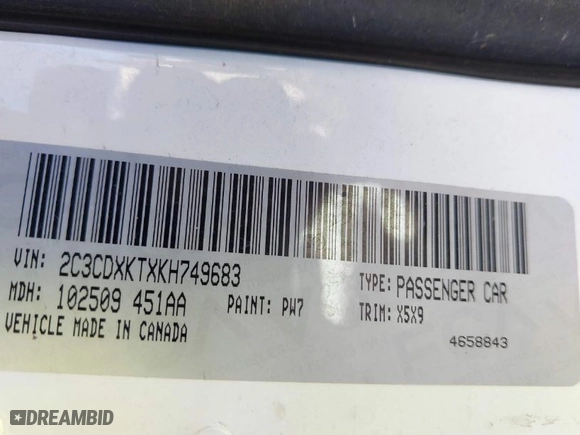 VIN: 2C3CDXKTXKH749683
TYPE: PASSENGER CAR
MDH: 102509 451AA PAINT: PW7
TRIM: X5X9
VEHICLE MADE IN CANADA
4658843
DREAMBID